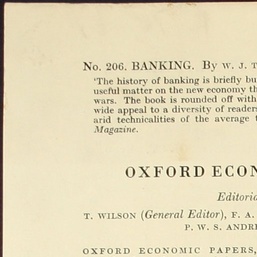 No. 206. BANKING. By W. J. T
'The history of banking is briefly bu
useful matter on the new economy th
wars. The book is rounded off with
wide appeal to a diversity of readers
arid technicalities of the average t
Magazine.
OXFORD ECON
Editoria
T. WILSON (General Editor), F. A.
P. W. S. ANDRE
OXFORD ECONOMIC PAPERS,